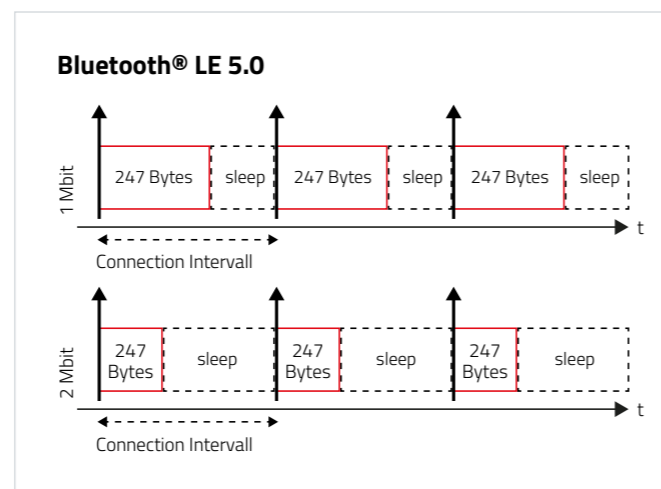 Bluetooth® LE 5.0
1 Mbit
247 Bytes
sleep
247 Bytes
sleep
247 Bytes
sleep
t
Connection Intervall
2 Mbit
247
Bytes
sleep
247
Bytes
sleep
247
Bytes
sleep
t
Connection Intervall